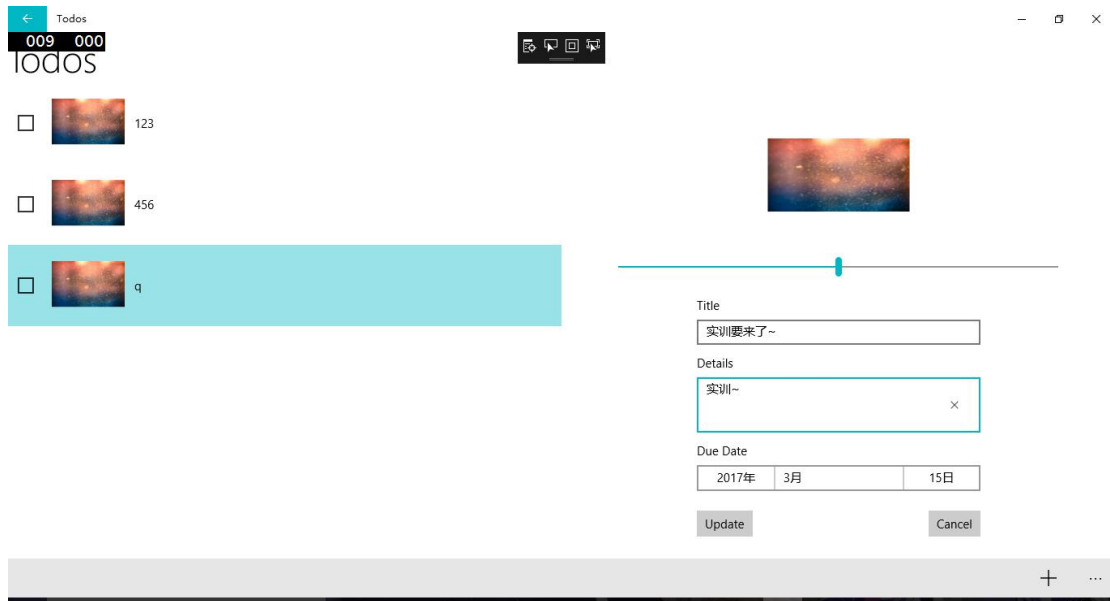 Todos
009 000
Todos
123
456
q
Title
实训要来了~
Details
实训~
Due Date
2017年 3月 15日
Update Cancel